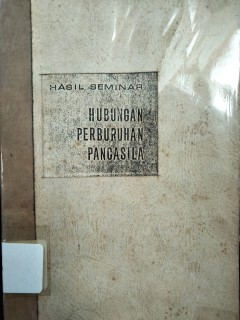 HASIL SEMINAR
HUBUNGAN
PERBURUHAN
PANCASILA